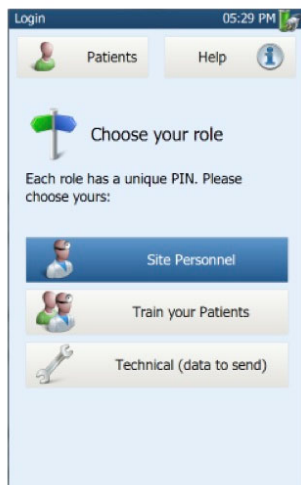 Login 05:29 PM
Patients Help
Choose your role
Each role has a unique PIN. Please
choose yours:
Site Personnel
Train your Patients
Technical (data to send)